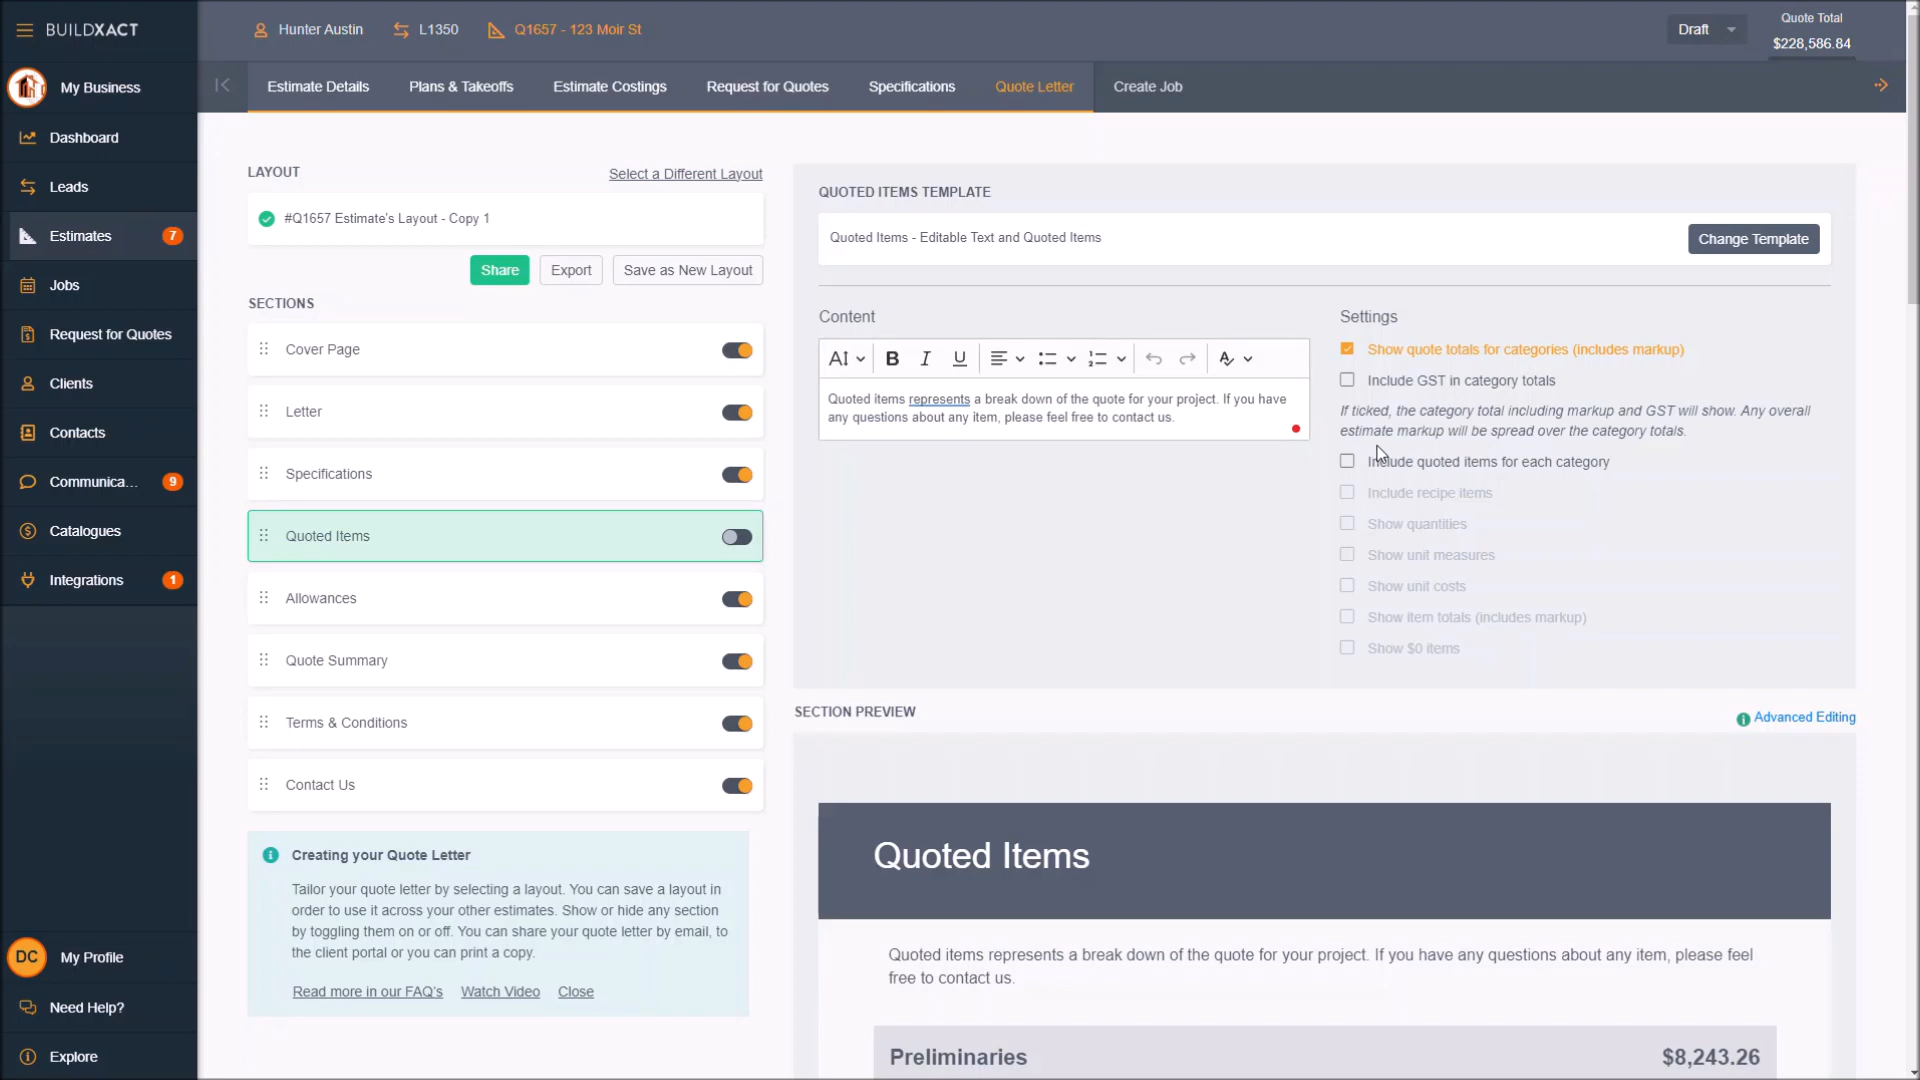 BUILDXACT
Hunter Austin
L1350
Q1657 - 123 Moir St
Draft
Quote Total
$228,586.84
My Business
Estimate Details
Plans & Takeoffs
Estimate Costings
Request for Quotes
Specifications
Quote Letter
Create Job
Dashboard
Leads
Estimates
7
Jobs
Request for Quotes
Clients
Contacts
Communica...
9
Catalogues
Integrations
1
DC
My Profile
Need Help?
Explore
LAYOUT
Select a Different Layout
#Q1657 Estimate's Layout - Copy 1
Share
Export
Save as New Layout
SECTIONS
Cover Page
Letter
Specifications
Quoted Items
Allowances
Quote Summary
Terms & Conditions
Contact Us
Creating your Quote Letter
Tailor your quote letter by selecting a layout. You can save a layout in
order to use it across your other estimates. Show or hide any section
by toggling them on or off. You can share your quote letter by email, to
the client portal or you can print a copy.
Read more in our FAQ's
Watch Video
Close
QUOTED ITEMS TEMPLATE
Quoted Items - Editable Text and Quoted Items
Change Template
Content
Quoted items represents a break down of the quote for your project. If you have
any questions about any item, please feel free to contact us.
Settings
Show quote totals for categories (includes markup)
Include GST in category totals
If ticked, the category total including markup and GST will show. Any overall
estimate markup will be spread over the category totals.
Include quoted items for each category
Include recipe items
Show quantities
Show unit measures
Show unit costs
Show item totals (includes markup)
Show $0 items
SECTION PREVIEW
Advanced Editing
Quoted Items
Quoted items represents a break down of the quote for your project. If you have any questions about any item, please feel
free to contact us.
Preliminaries
$8,243.26